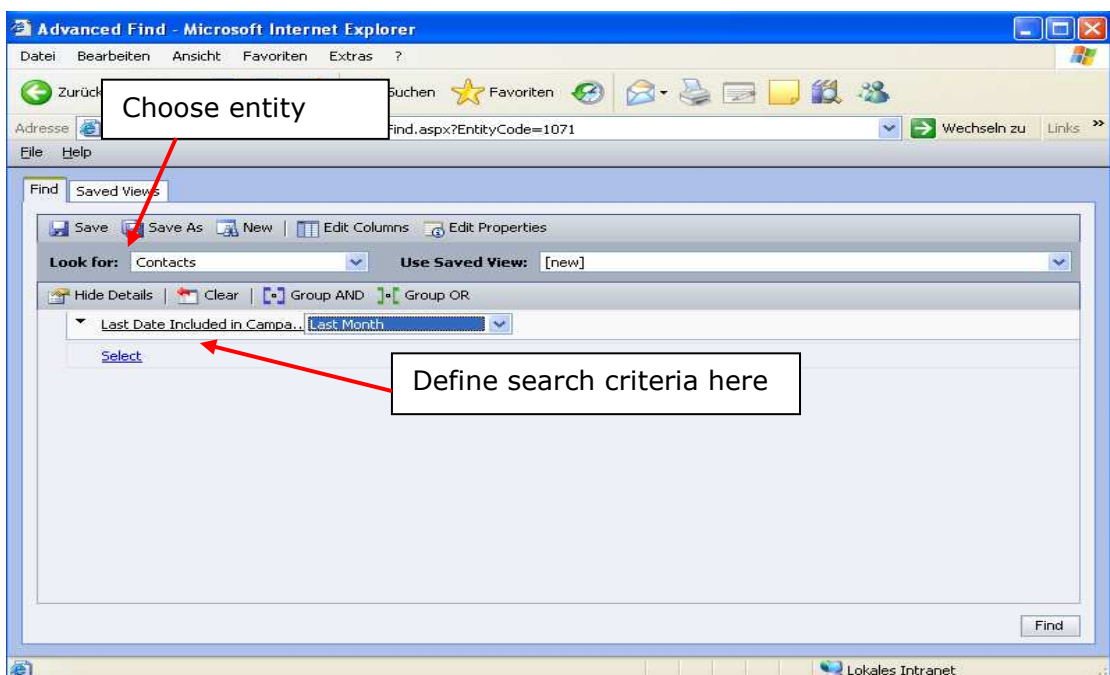 Advanced Find - Microsoft Internet Explorer
Datei Bearbeiten Ansicht Favoriten Extras ?
Zurück Suchen Favoriten
Choose entity
Adresse Find.aspx?EntityCode=1071 Wechseln zu Links »
File Help
Find Saved Views
Save Save As New | Edit Columns Edit Properties
Look for: Contacts Use Saved View: [new]
Hide Details | Clear | Group AND Group OR
Last Date Included in Campa.. Last Month
Select
Define search criteria here
Find
Lokales Intranet